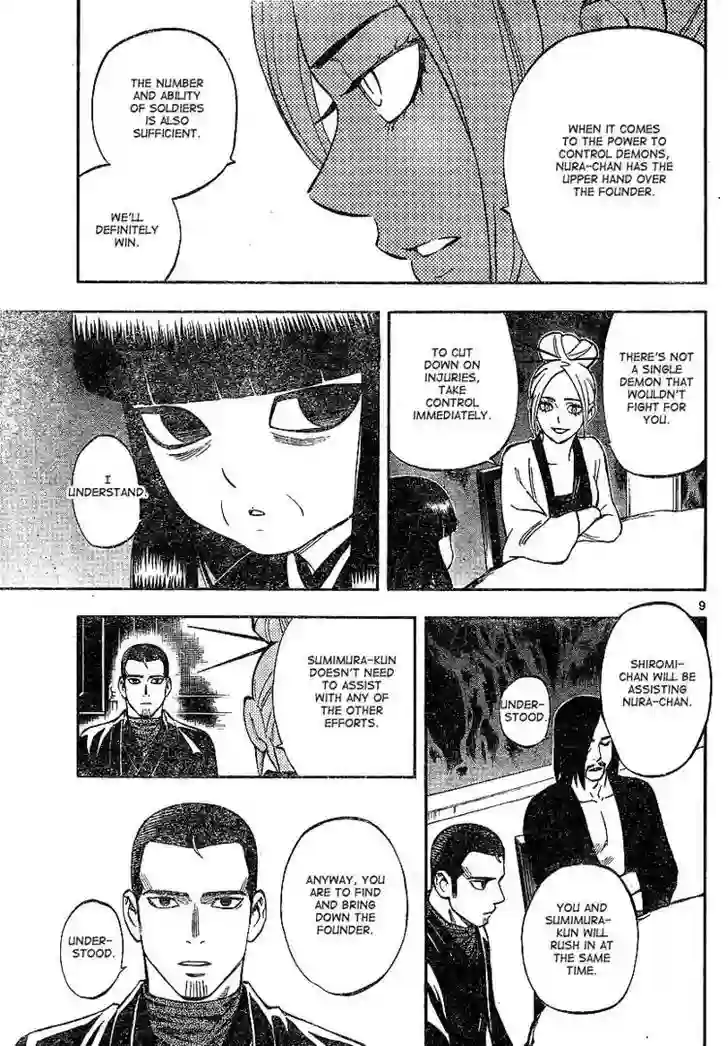 WHEN IT COMES
TO THE POWER TO
CONTROL DEMONS,
NURA-CHAN HAS THE
UPPER HAND OVER
THE FOUNDER.
THE NUMBER
AND ABILITY
OF SOLDIERS
IS ALSO
SUFFICIENT.
WE'LL
DEFINITELY
WIN.
THERE'S NOT
A SINGLE
DEMON THAT
WOULDN'T
FIGHT FOR
YOU.
TO CUT
DOWN ON
INJURIES,
TAKE
CONTROL
IMMEDIATELY.
I
UNDERSTAND.
9
SHIROMI-
CHAN WILL BE
ASSISTING
NURA-CHAN.
UNDER-
STOOD.
YOU AND
SUMIMURA-
KUN WILL
RUSH IN AT
THE SAME
TIME.
SUMIMURA-KUN
DOESN'T NEED
TO ASSIST
WITH ANY OF
THE OTHER
EFFORTS.
ANYWAY, YOU
ARE TO FIND
AND BRING
DOWN THE
FOUNDER.
UNDER-
STOOD.